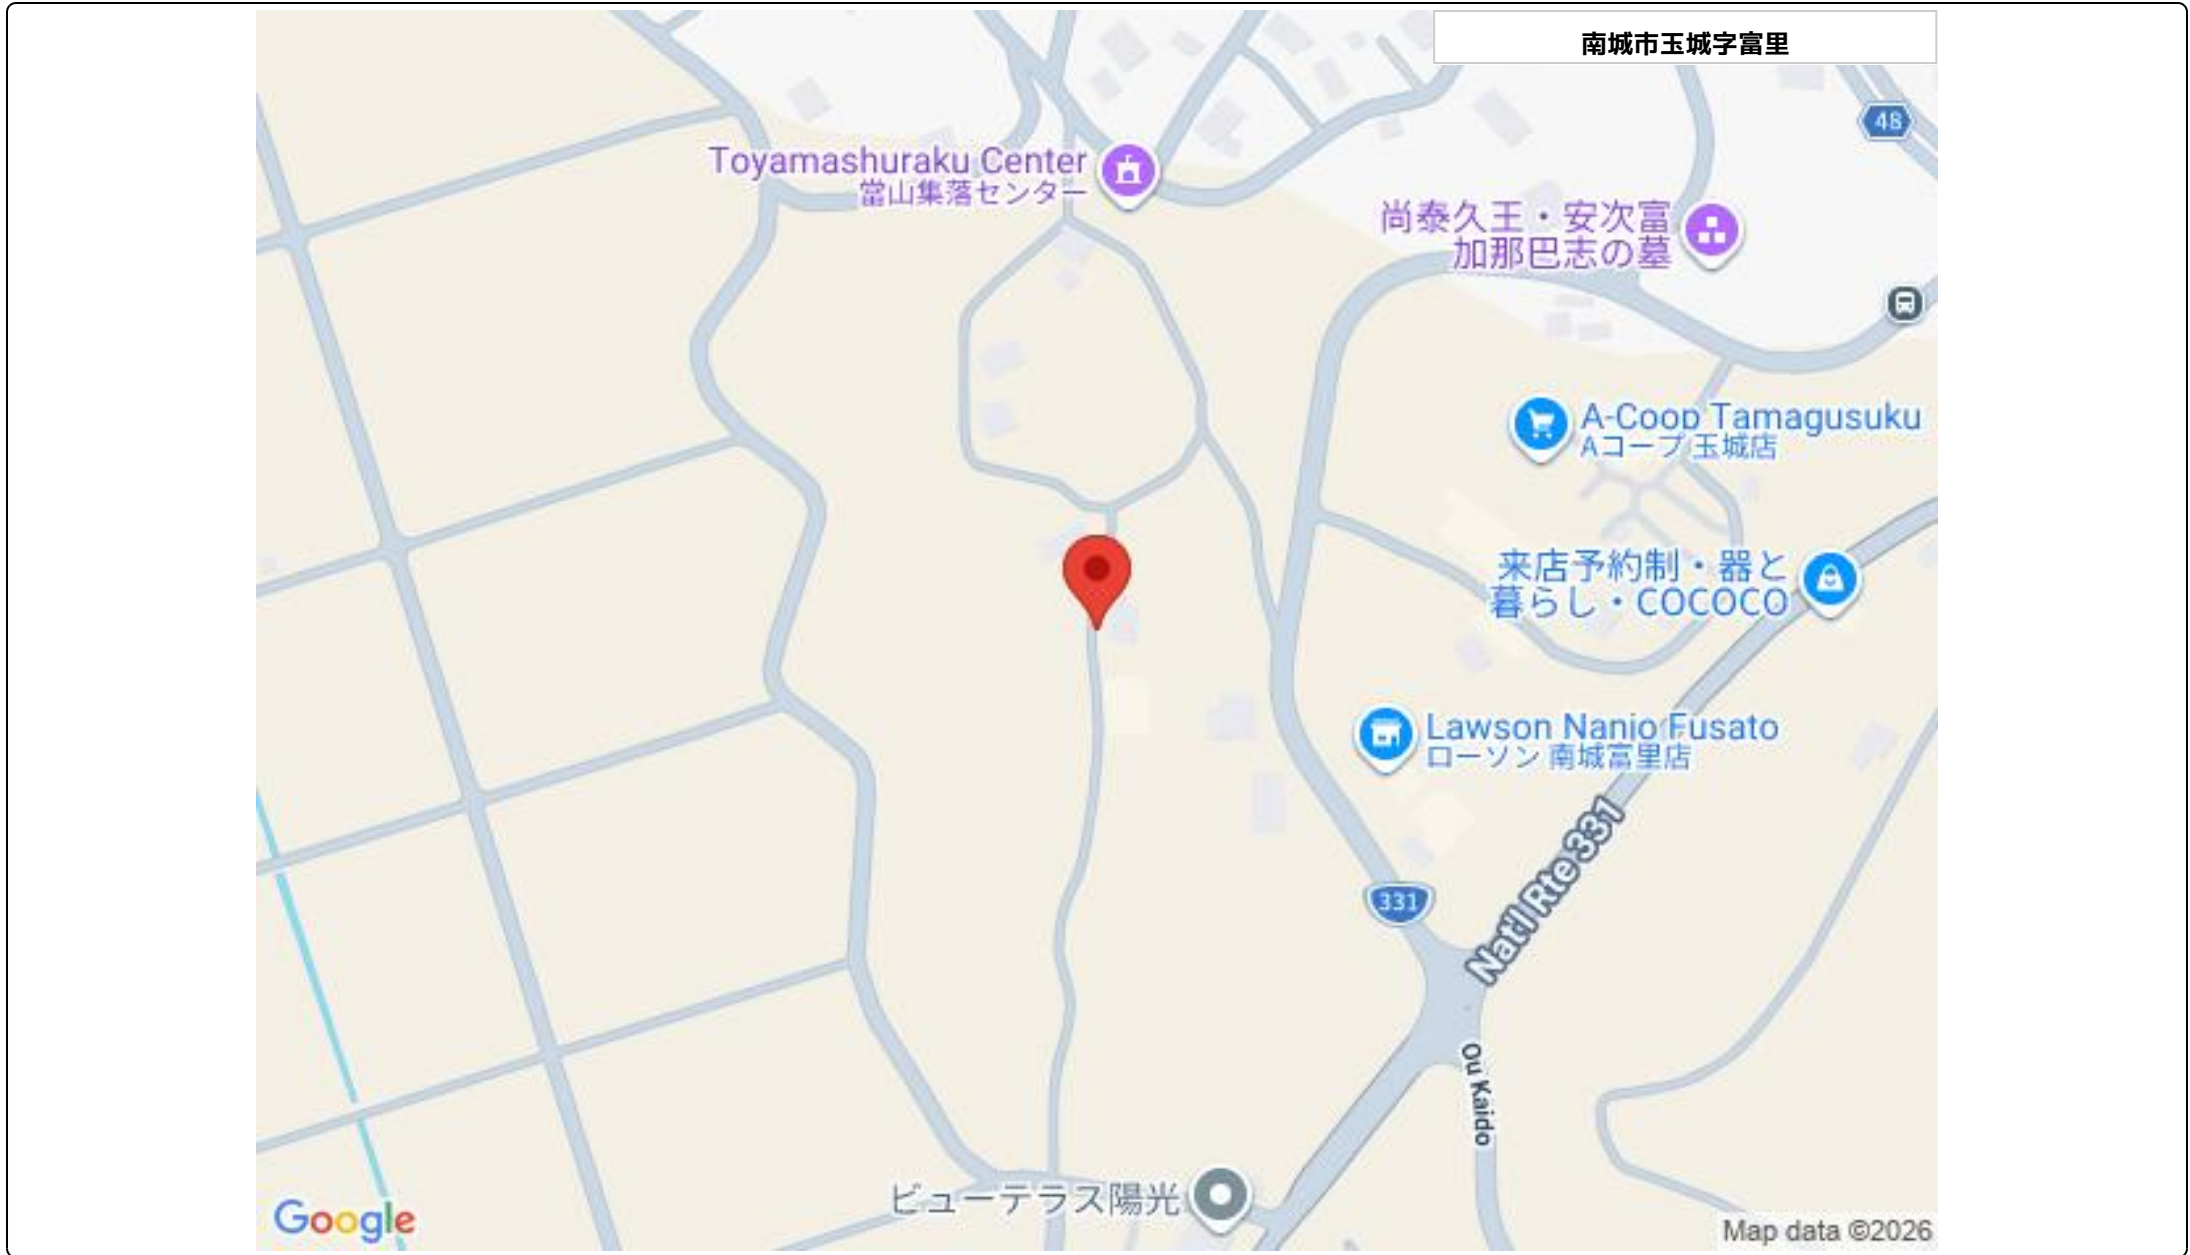 南城市玉城字富里
48
Toyamashuraku Center
當山集落センター
尚泰久王・安次富
加那巴志の墓
A-Coop Tamagusuku
Aコープ 玉城店
来店予約制・器と
暮らし・COCOCO
Lawson Nanjo Fusato
ローソン 南城富里店
331
Nat'l Rte 331
Ou Kaido
ビューテラス陽光
Google
Map data ©2026